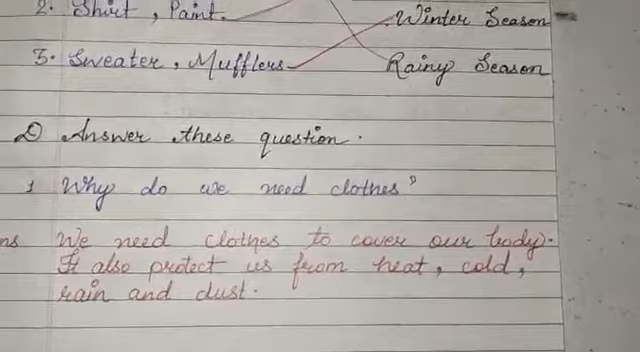 2. Shirt, Paint.
Winter Season
3. Sweater, Mufflers
Rainy Season
D Answer these question.
1 Why do we need clothes?
ns We need clothes to cover our body.
It also protect us from heat, cold,
rain and dust.